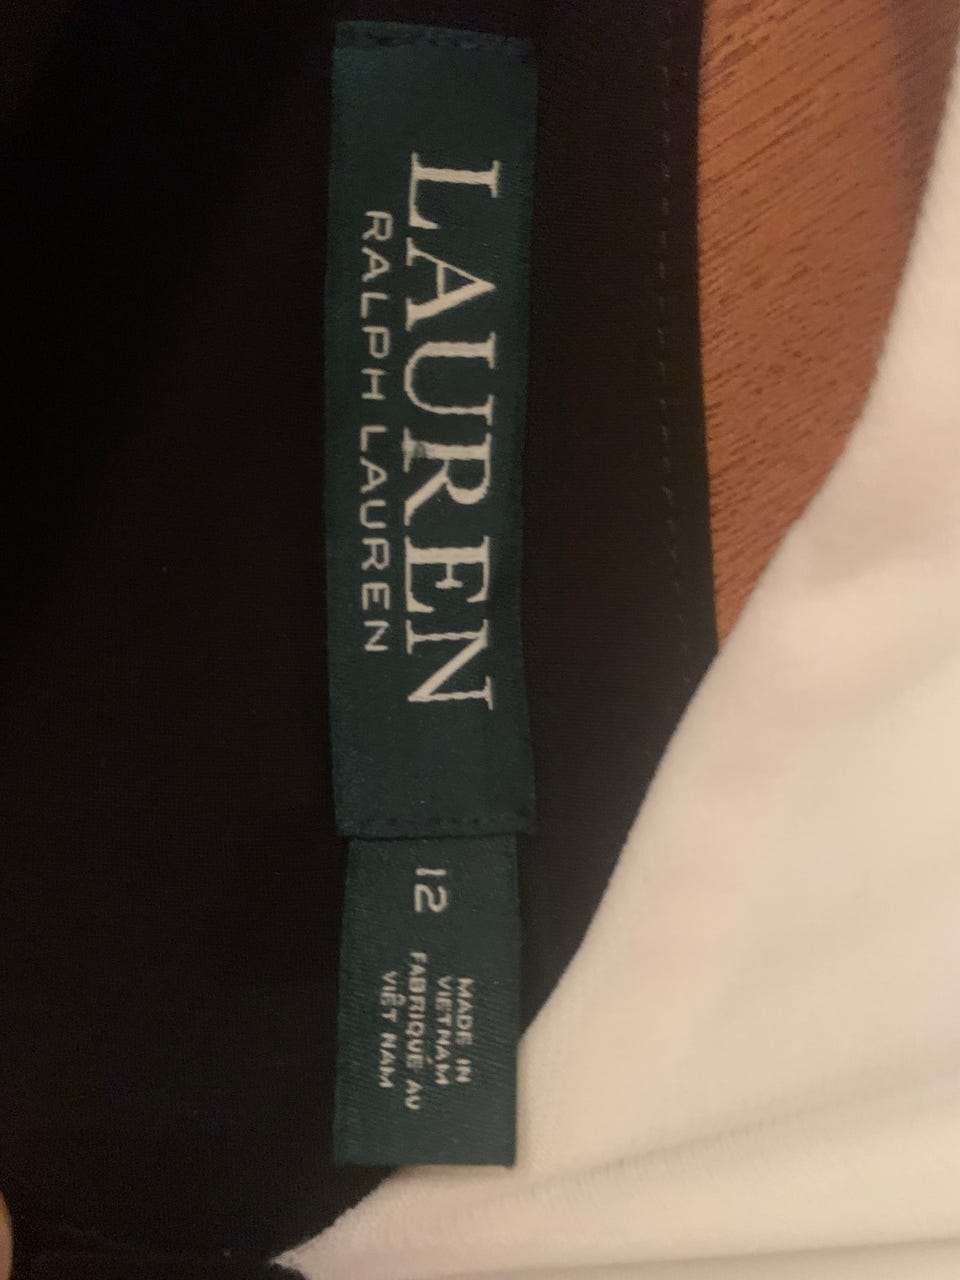 LAUREN
RALPH LAUREN
12
MADE IN
VIETNAM
FABRIQUÉ AU
VIÊT NAM